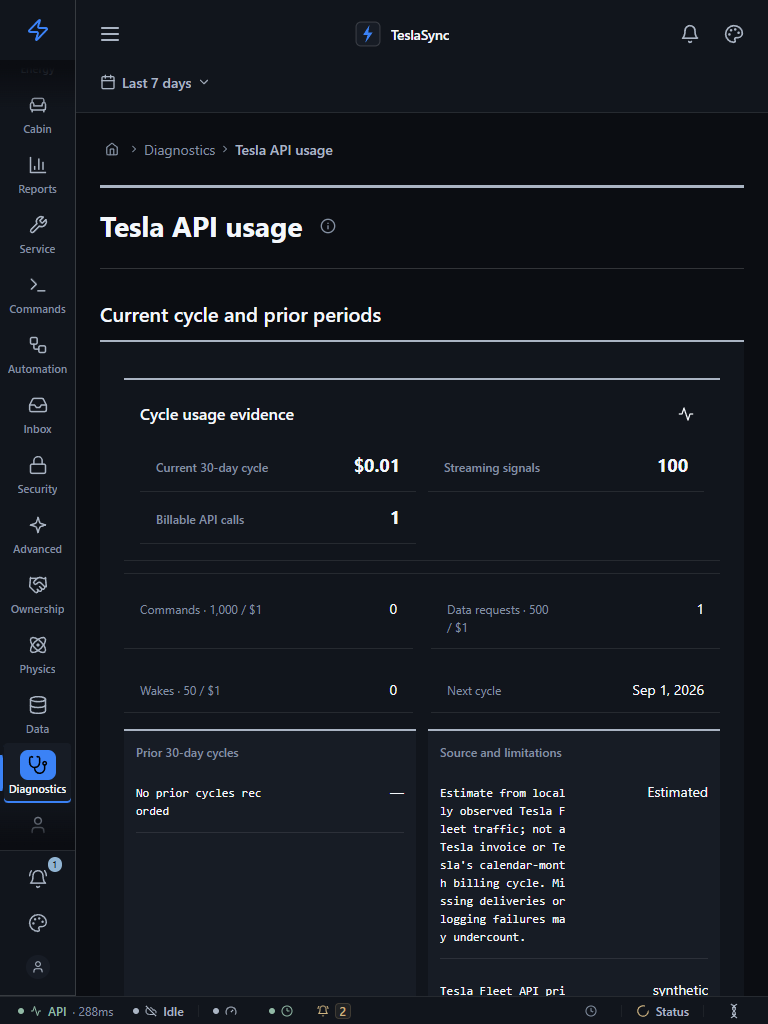 TeslaSync
Last 7 days
Cabin
Reports
Service
Commands
Automation
Inbox
Security
Advanced
Ownership
Physics
Data
Diagnostics
1
Diagnostics > Tesla API usage
Tesla API usage
Current cycle and prior periods
Cycle usage evidence
Current 30-day cycle $0.01
Streaming signals 100
Billable API calls 1
Commands · 1,000 / $1 0
Data requests · 500 1
/ $1
Wakes · 50 / $1 0
Next cycle Sep 1, 2026
Prior 30-day cycles
No prior cycles rec —
orded
Source and limitations
Estimate from local Estimated
ly observed Tesla F
leet traffic; not a
Tesla invoice or Te
sla's calendar-mont
h billing cycle. Mi
ssing deliveries or
logging failures ma
y undercount.
Tesla Fleet API pri synthetic
API · 288ms
Idle
2
Status